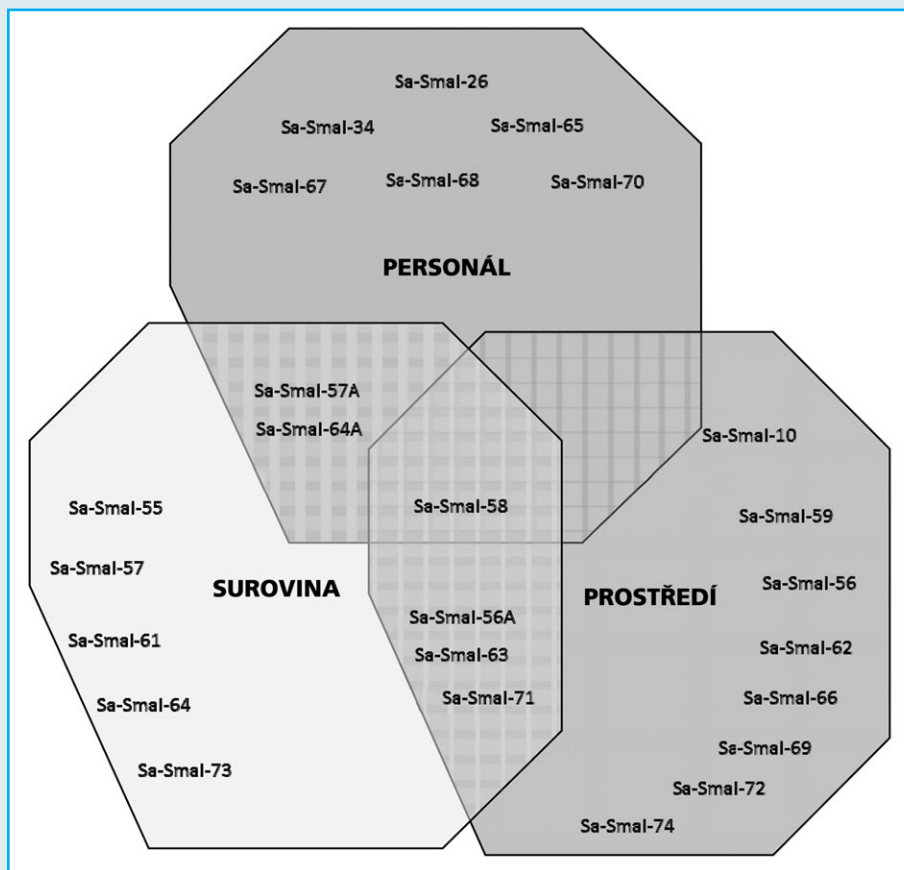 Sa-Smal-26
Sa-Smal-34
Sa-Smal-65
Sa-Smal-67
Sa-Smal-68
Sa-Smal-70
PERSONÁL
Sa-Smal-57A
Sa-Smal-64A
Sa-Smal-10
Sa-Smal-55
Sa-Smal-58
Sa-Smal-59
Sa-Smal-57
SUROVINA
PROSTŘEDÍ
Sa-Smal-56
Sa-Smal-56A
Sa-Smal-61
Sa-Smal-63
Sa-Smal-62
Sa-Smal-64
Sa-Smal-71
Sa-Smal-66
Sa-Smal-73
Sa-Smal-69
Sa-Smal-72
Sa-Smal-74